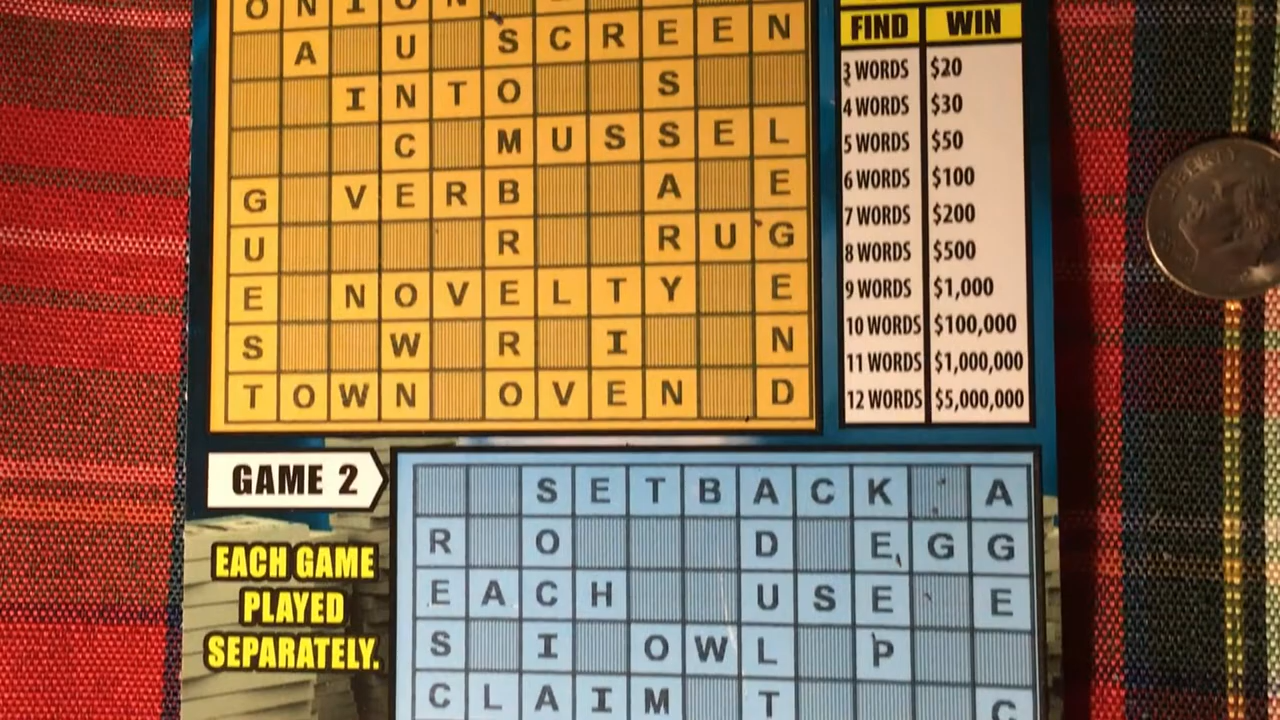 O N I O N
A U S C R E E N
I N T O S
C M U S S E L
G V E R B A E
U R R U G
E N O V E L T Y E
S W R I N
T O W N O V E N D
FIND WIN
3 WORDS $20
4 WORDS $30
5 WORDS $50
6 WORDS $100
7 WORDS $200
8 WORDS $500
9 WORDS $1,000
10 WORDS $100,000
11 WORDS $1,000,000
12 WORDS $5,000,000
GAME 2
EACH GAME
PLAYED
SEPARATELY.
S E T B A C K A
R O D E G G
E A C H U S E E
S I O W L P
C L A I M T C
LIBERTY